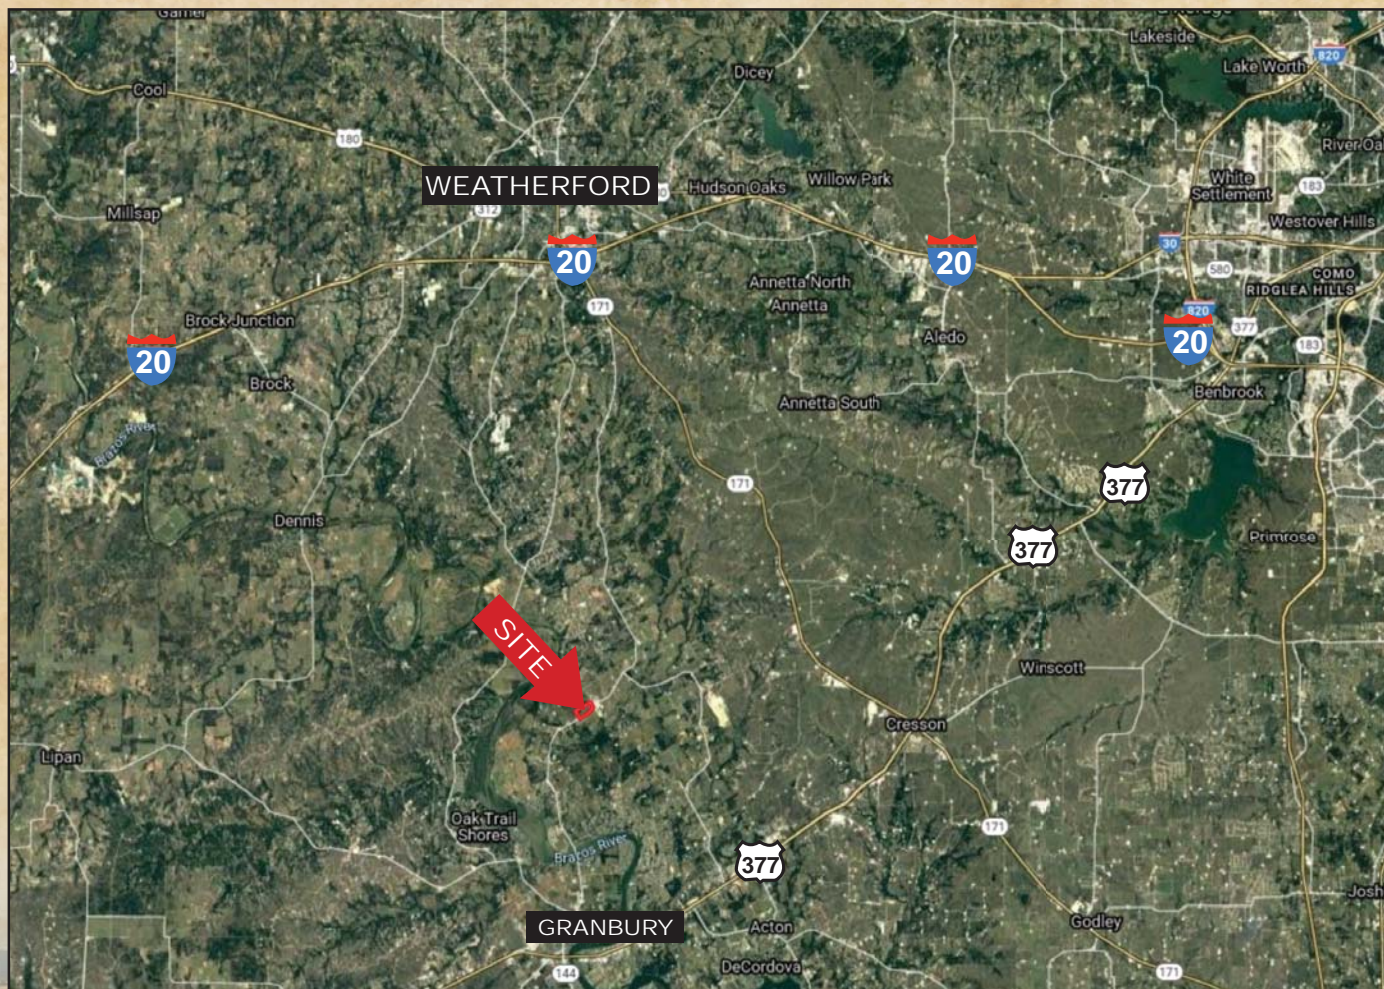 Garner
Lakeside
820
Lake Worth
Dicey
Cool
180
River Oa
WEATHERFORD
Hudson Oaks
Willow Park
White
Settlement
183
312
Millsap
Westover Hills
30
20
20
580
COMO
RIDGLEA HILLS
Annetta North
Annetta
171
820
377
20
183
Brock Junction
Aledo
20
Brock
Benbrook
Annetta South
Brazos River
171
377
Dennis
377
Primrose
SITE
Winscott
Cresson
Lipan
Oak Trail
Shores
171
Brazos River
377
Josh
GRANBURY
Acton
Godley
DeCordova
144
171